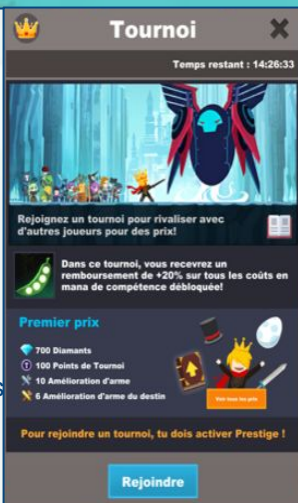 Tournoi
Temps restant : 14:26:33
Rejoignez un tournoi pour rivaliser avec
d'autres joueurs pour des prix!
Dans ce tournoi, vous recevrez un
remboursement de +20% sur tous les coûts en
mana de compétence débloquée!
Premier prix
700 Diamants
100 Points de Tournoi
10 Amélioration d'arme
6 Amélioration d'arme du destin
Voir tous les prix
Pour rejoindre un tournoi, tu dois activer Prestige !
Rejoindre